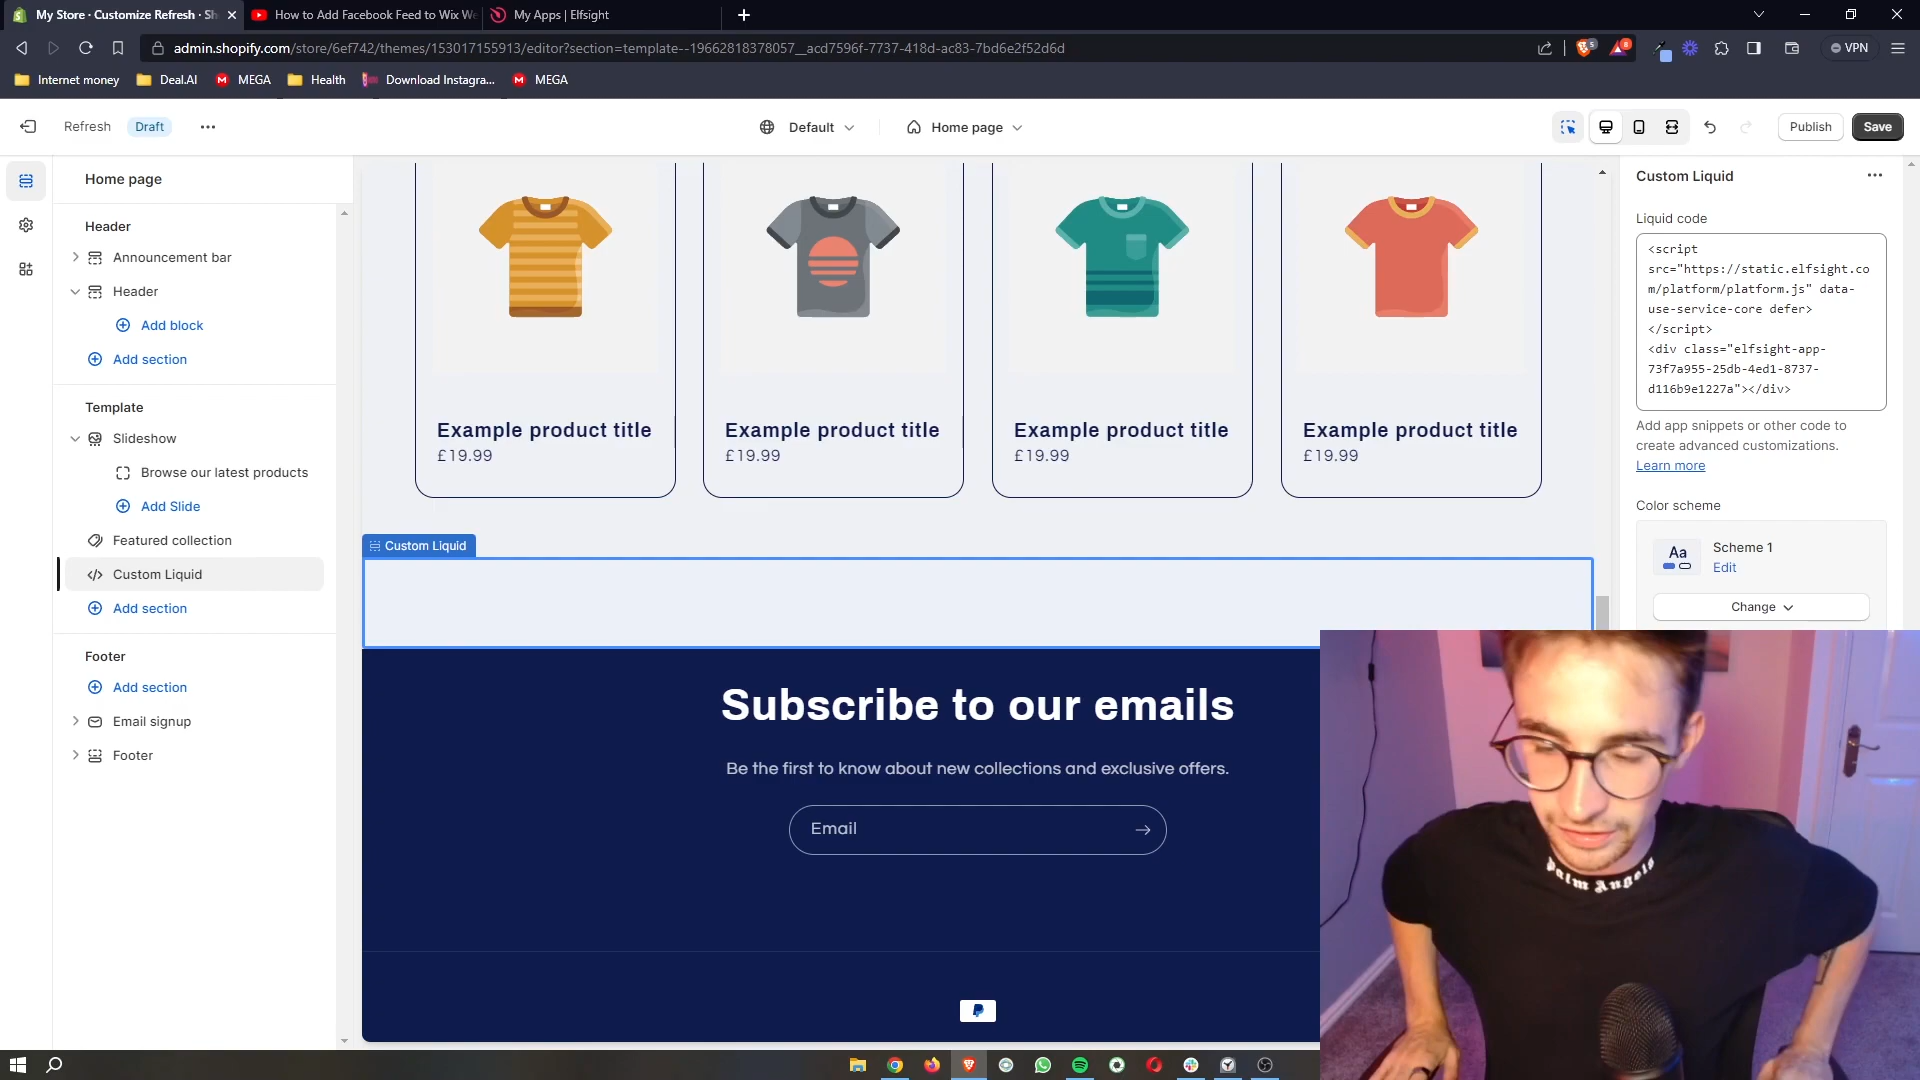 My Store · Customize Refresh · Sh
How to Add Facebook Feed to Wix We
My Apps | Elfsight
admin.shopify.com/store/6ef742/themes/153017155913/editor?section=template--19662818378057__acd7596f-7737-418d-ac83-7bd6e2f52d6d
5
8
VPN
Internet money
Deal.AI
MEGA
Health
Download Instagra...
MEGA
Refresh
Draft
Default
Home page
Publish
Save
Home page
Header
Announcement bar
Header
Add block
Add section
Template
Slideshow
Browse our latest products
Add Slide
Featured collection
Custom Liquid
Add section
Footer
Add section
Email signup
Footer
Example product title
£19.99
Example product title
£19.99
Example product title
£19.99
Example product title
£19.99
Custom Liquid
Subscribe to our emails
Be the first to know about new collections and exclusive offers.
Email
Custom Liquid
Liquid code
<script
src="https://static.elfsight.co
m/platform/platform.js" data-
use-service-core defer>
</script>
<div class="elfsight-app-
73f7a955-25db-4ed1-8737-
d116b9e1227a"></div>
Add app snippets or other code to
create advanced customizations.
Learn more
Color scheme
Aa
Scheme 1
Edit
Change
Palm Angels